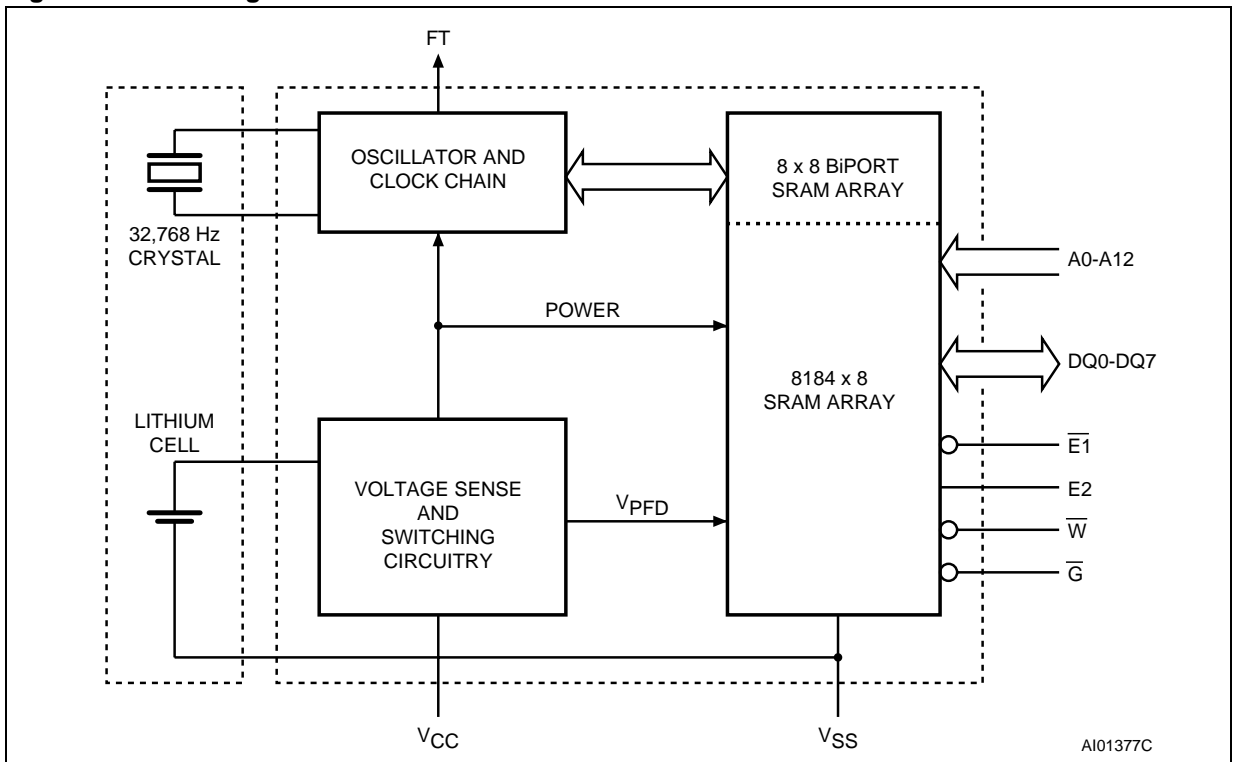 FT
OSCILLATOR AND
CLOCK CHAIN
8 x 8 BiPORT
SRAM ARRAY
32,768 Hz
CRYSTAL
A0-A12
POWER
DQ0-DQ7
8184 x 8
SRAM ARRAY
LITHIUM
CELL
E1
E2
VOLTAGE SENSE
AND
SWITCHING
CIRCUITRY
VPFD
W
G
VCC
VSS
AI01377C